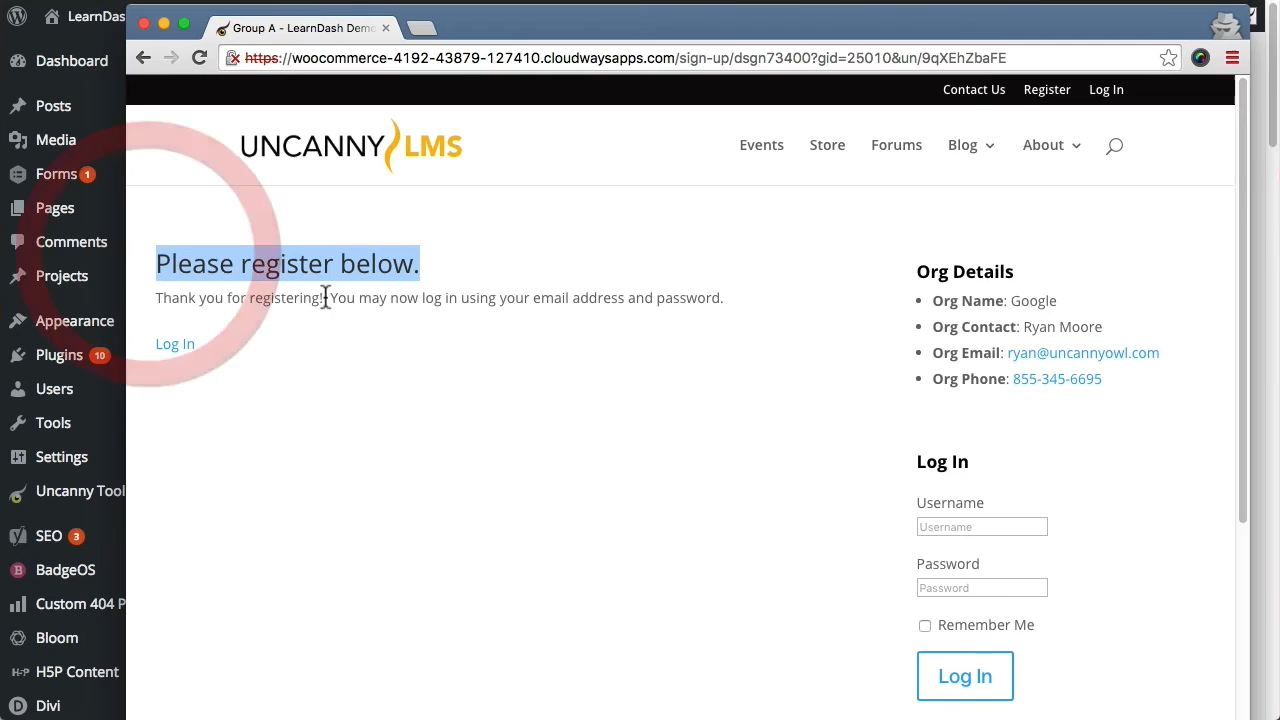 LearnDash
Group A - LearnDash Demo
https://woocommerce-4192-43879-127410.cloudwaysapps.com/sign-up/dsgn73400?gid=25010&un/9qXEhZbaFE
Contact Us Register Log In
UNCANNY LMS
Events Store Forums Blog About
Dashboard
Posts
Media
Forms 1
Pages
Comments
Projects
Appearance
Plugins 10
Users
Tools
Settings
Uncanny Tool
SEO 3
BadgeOS
Custom 404 P
Bloom
H-P H5P Content
Divi
Please register below.
Thank you for registering! You may now log in using your email address and password.
Log In
Org Details
Org Name: Google
Org Contact: Ryan Moore
Org Email: ryan@uncannyowl.com
Org Phone: 855-345-6695
Log In
Username
Username
Password
Password
Remember Me
Log In